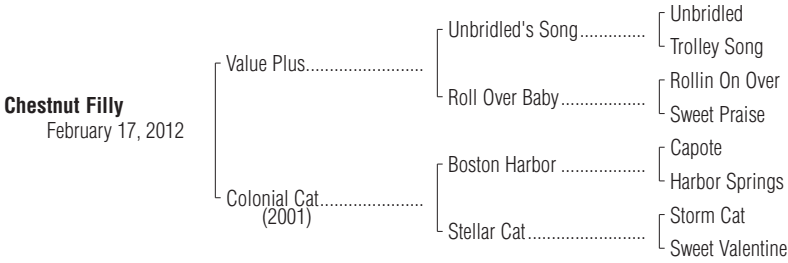 Unbridled
Unbridled's Song..............
Trolley Song
Value Plus.........................
Rollin On Over
Roll Over Baby..................
Sweet Praise
Chestnut Filly
February 17, 2012
Capote
Boston Harbor ..................
Harbor Springs
Colonial Cat......................
(2001)
Storm Cat
Stellar Cat.........................
Sweet Valentine